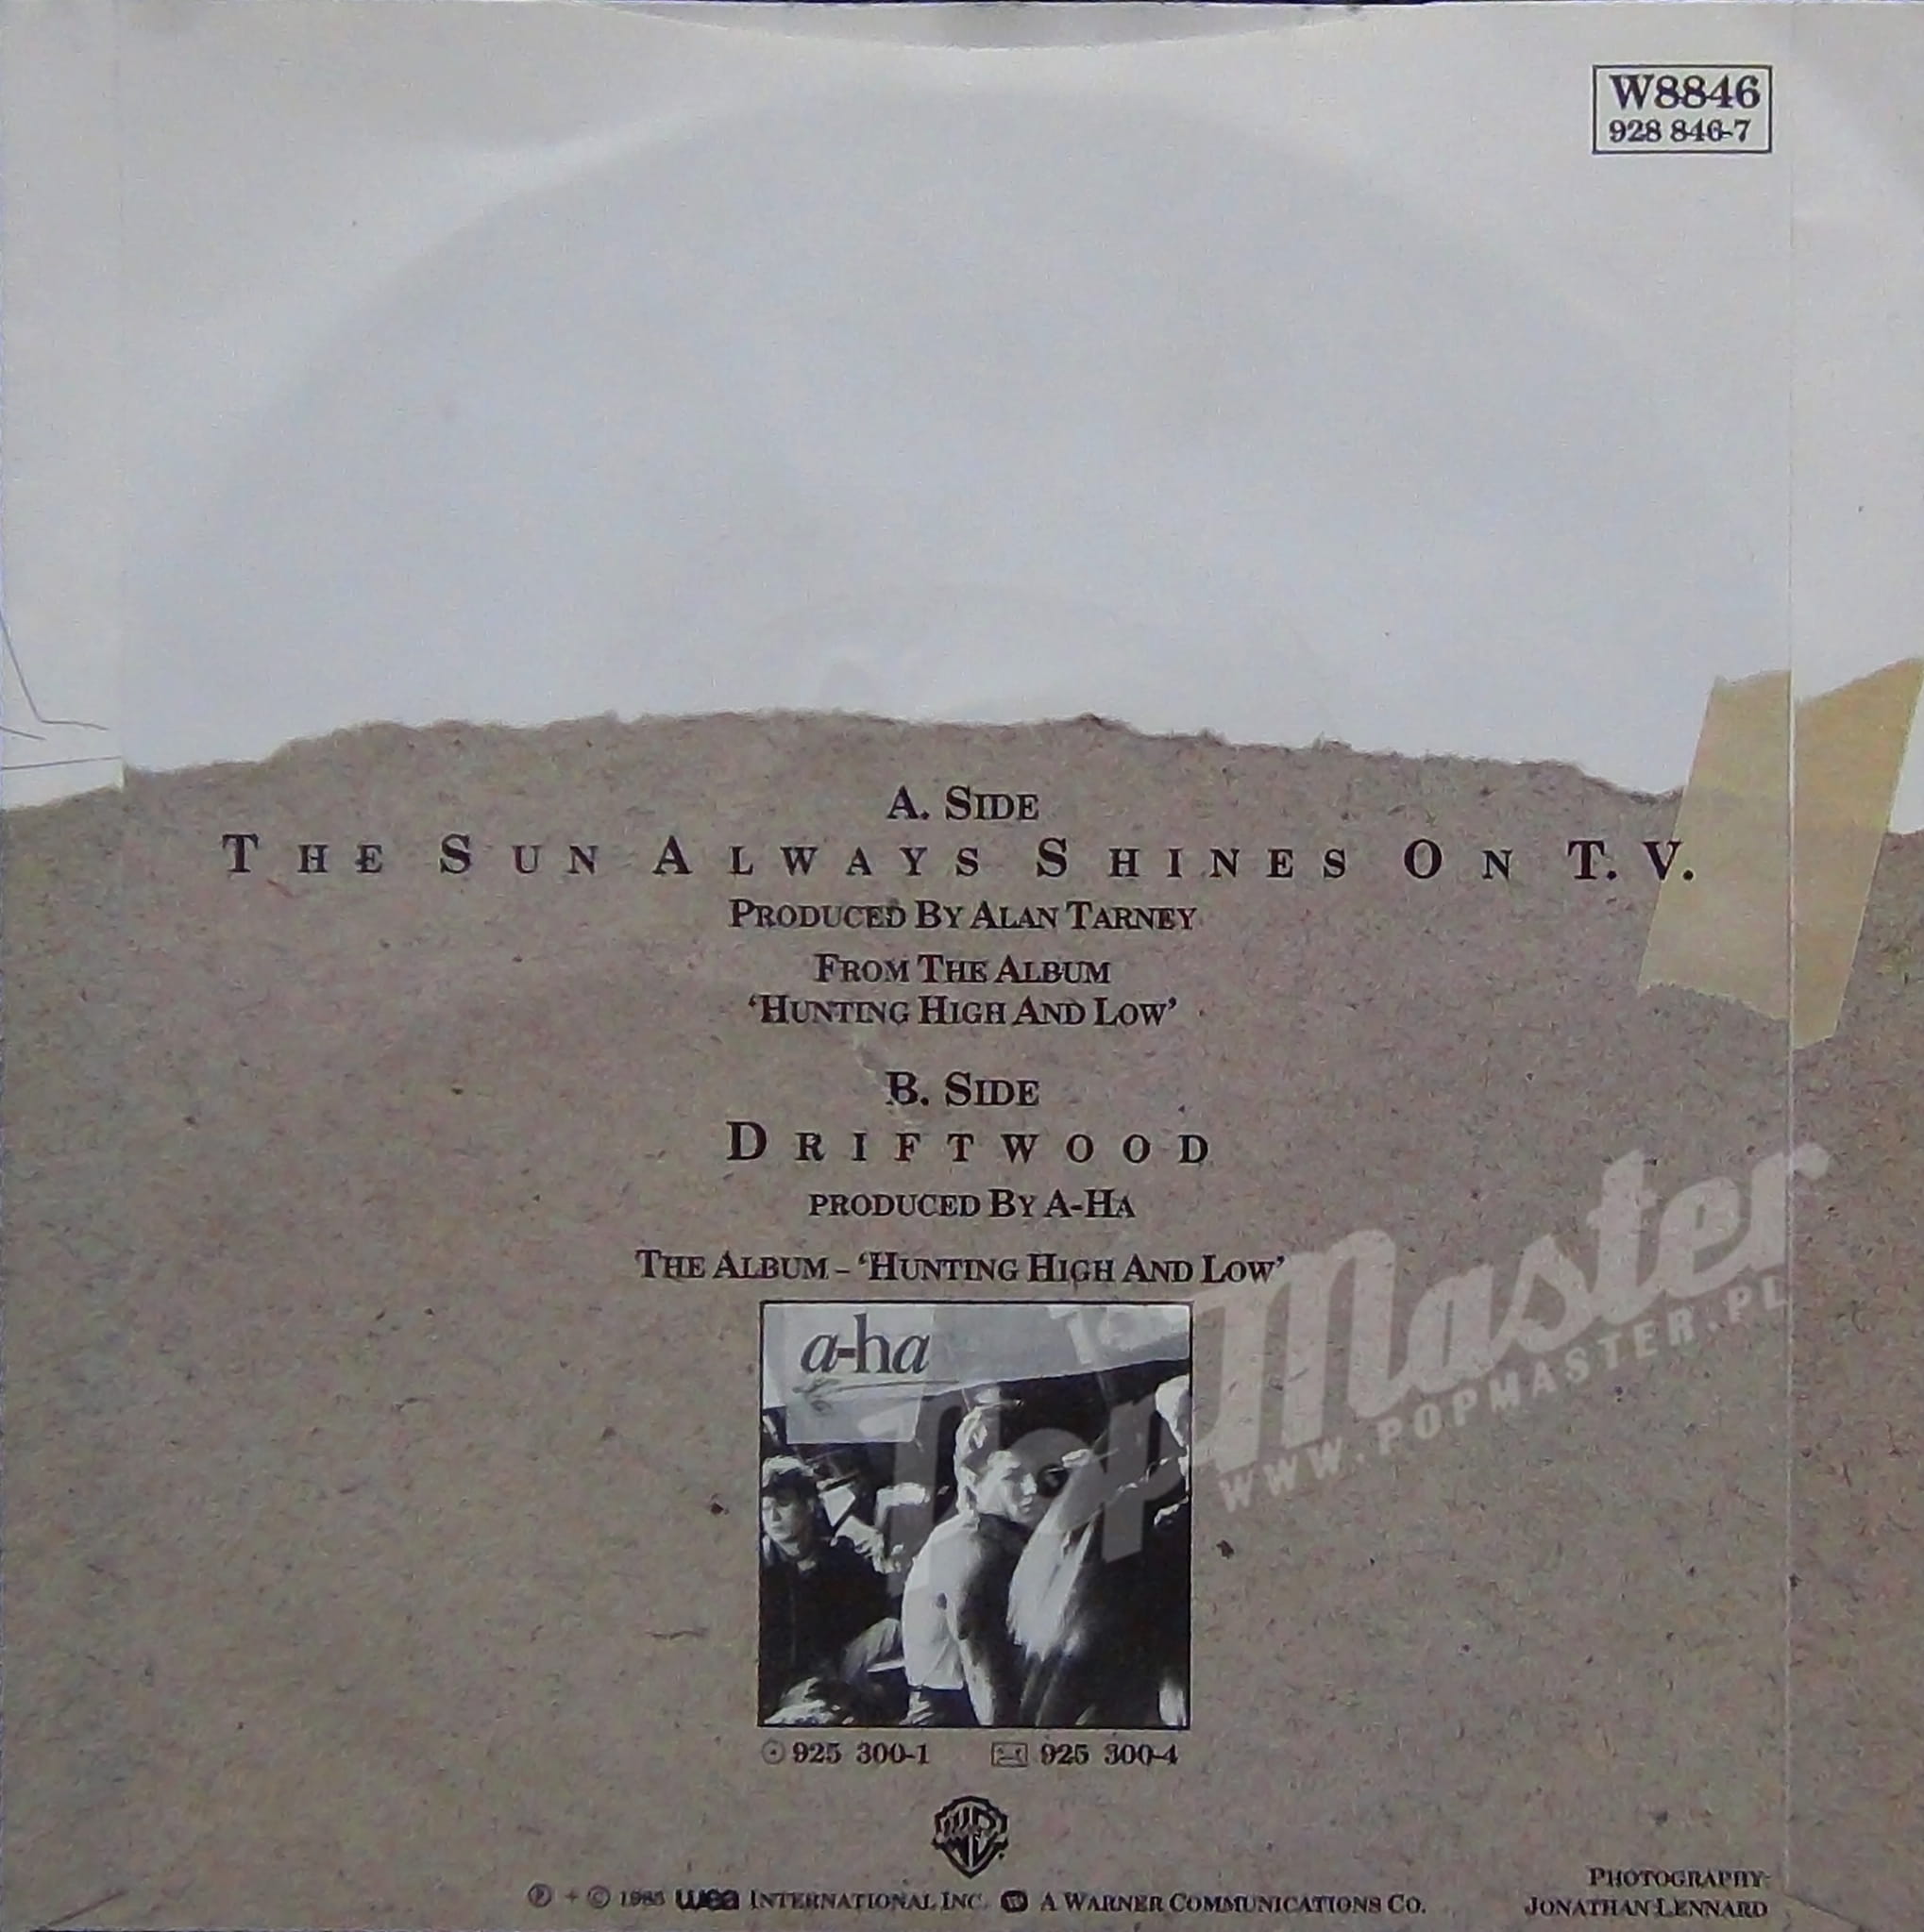 W8846
928 846-7
A. SIDE
THE SUN ALWAYS SHINES ON T.V.
PRODUCED BY ALAN TARNEY
FROM THE ALBUM
‘HUNTING HIGH AND LOW’
B. SIDE
DRIFTWOOD
PRODUCED BY A-HA
THE ALBUM – ‘HUNTING HIGH AND LOW’
a-ha
925 300-1 925 300-4
℗ + © 1985 wea INTERNATIONAL INC. A WARNER COMMUNICATIONS CO.
PHOTOGRAPHY:
JONATHAN LENNARD
PopMaster
WWW.POPMASTER.PL